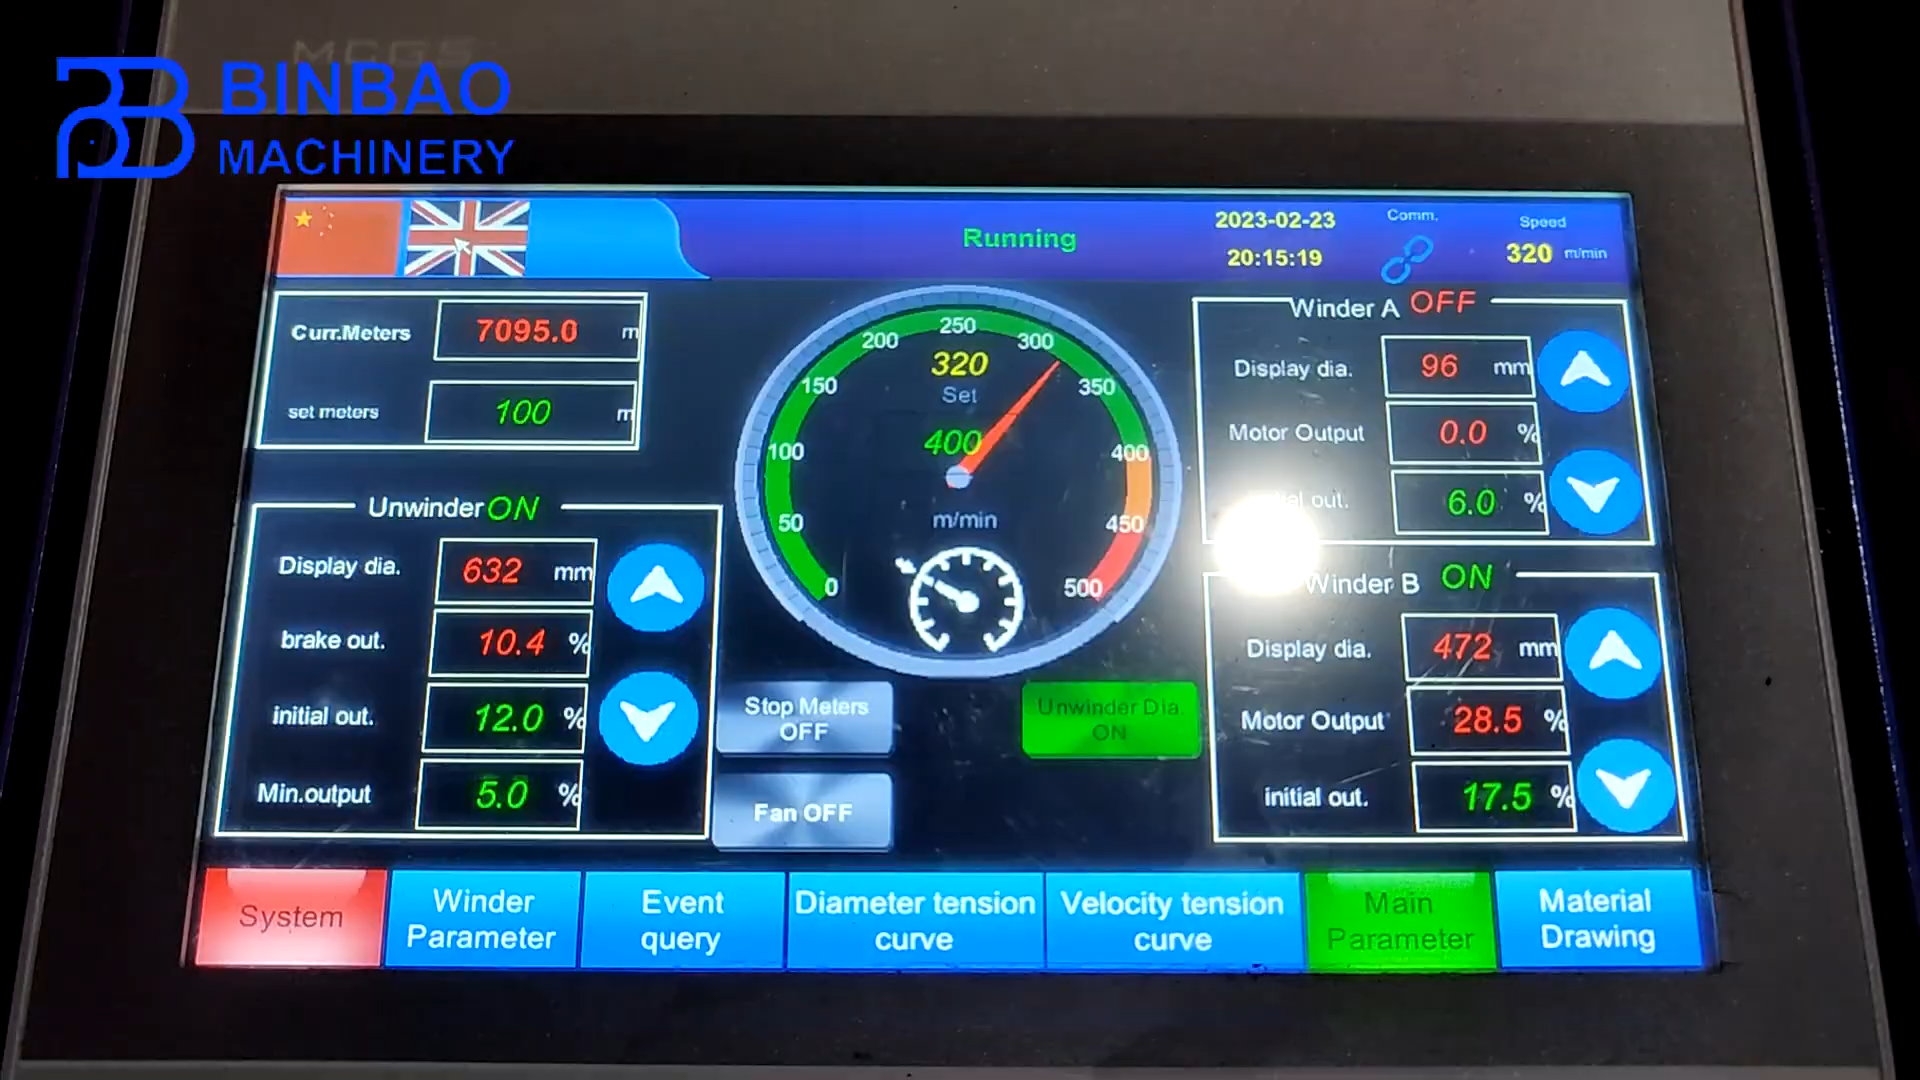 MCGS
BINBAO
MACHINERY
Running
2023-02-23
20:15:19
Comm.
Speed
320 m/min
Curr.Meters 7095.0 m
set meters 100 m
Unwinder ON
Display dia. 632 mm
brake out. 10.4 %
initial out. 12.0 %
Min.output 5.0 %
0
50
100
150
200
250
300
350
400
450
500
320
Set
400
m/min
Stop Meters
OFF
Unwinder Dia.
ON
Fan OFF
Winder A OFF
Display dia. 96 mm
Motor Output 0.0 %
out. 6.0 %
Winder B ON
Display dia. 472 mm
Motor Output 28.5 %
initial out. 17.5 %
System
Winder
Parameter
Event
query
Diameter tension
curve
Velocity tension
curve
Main
Parameter
Material
Drawing